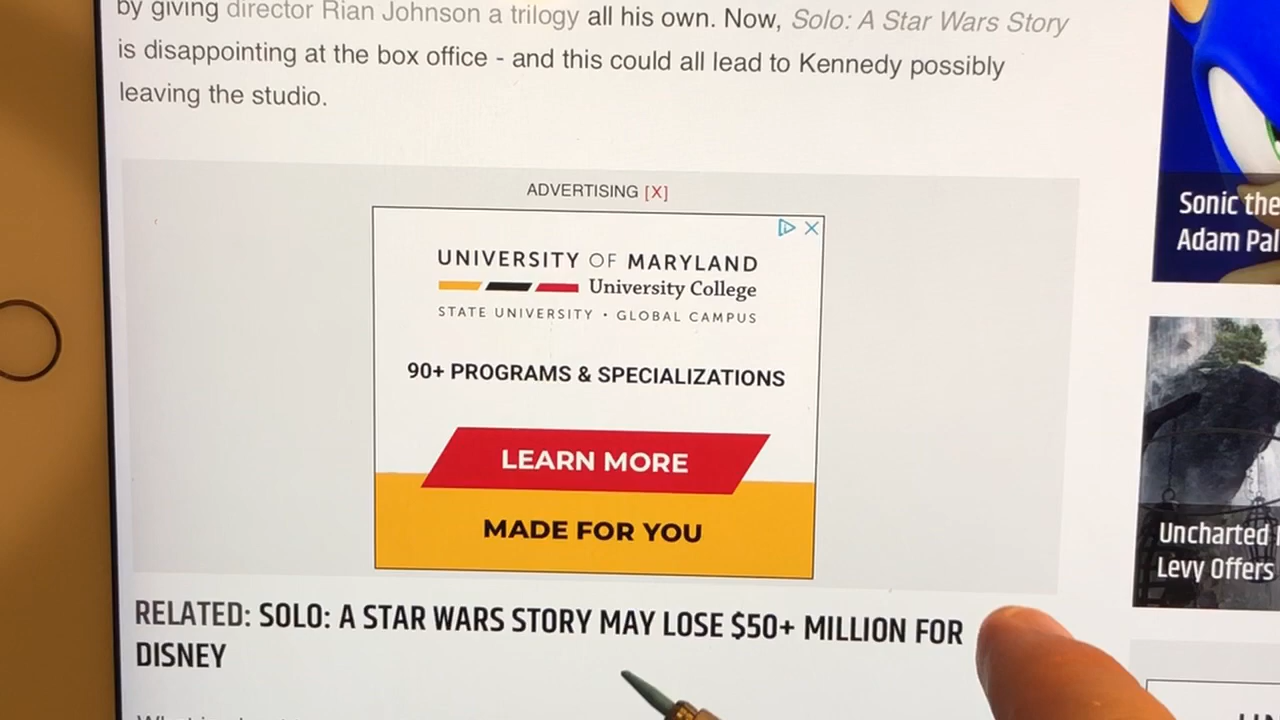 by giving director Rian Johnson a trilogy all his own. Now, Solo: A Star Wars Story
is disappointing at the box office - and this could all lead to Kennedy possibly
leaving the studio.
ADVERTISING [X]
UNIVERSITY OF MARYLAND
University College
STATE UNIVERSITY • GLOBAL CAMPUS
90+ PROGRAMS & SPECIALIZATIONS
LEARN MORE
MADE FOR YOU
RELATED: SOLO: A STAR WARS STORY MAY LOSE $50+ MILLION FOR
DISNEY
Sonic the
Adam Pal
Uncharted
Levy Offers